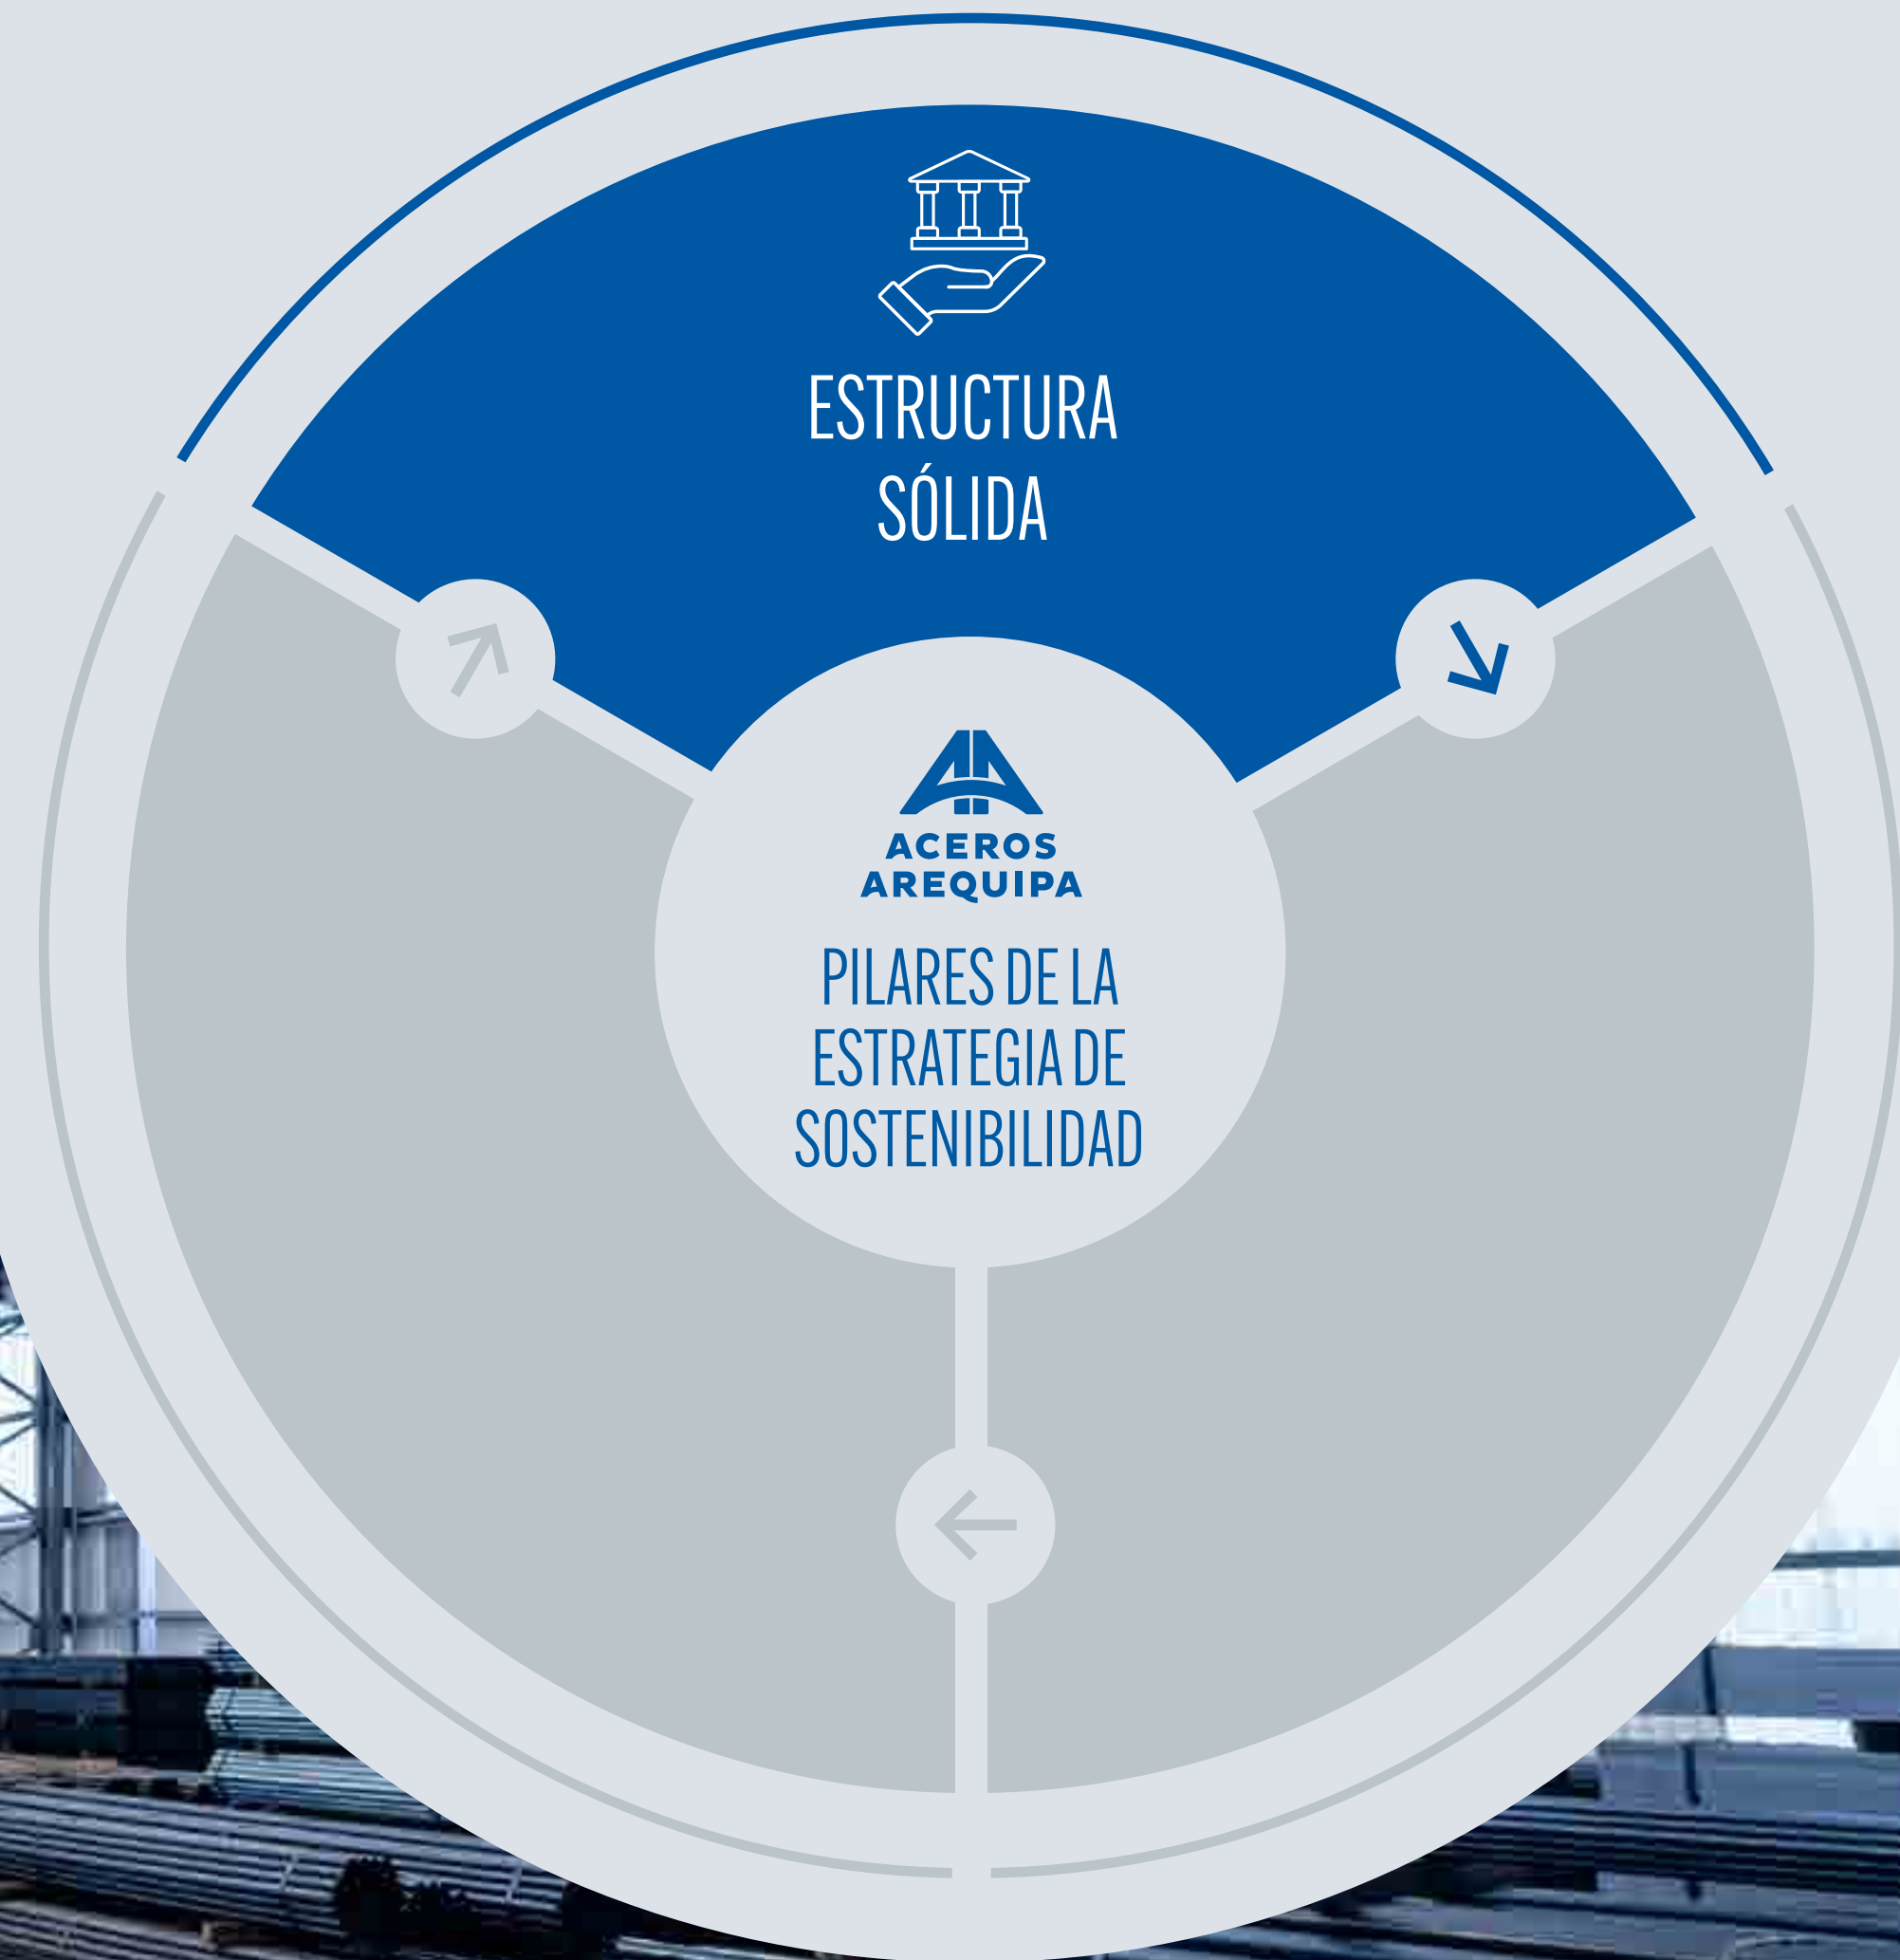 ESTRUCTURA
SÓLIDA
ACEROS
AREQUIPA
PILARES DE LA
ESTRATEGIA DE
SOSTENIBILIDAD